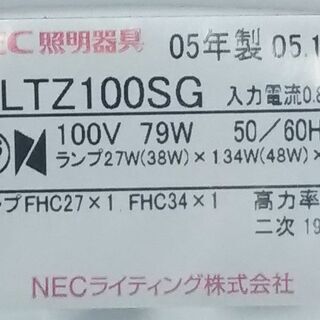 EC 照明器具 05年製 05.1
LTZ100SG 入力電流0.8
100V 79W 50/60H
ランプ27W(38W)×134W(48W)×
プFHC27×1 FHC34×1 高力率
二次 19
NECライティング株式会社